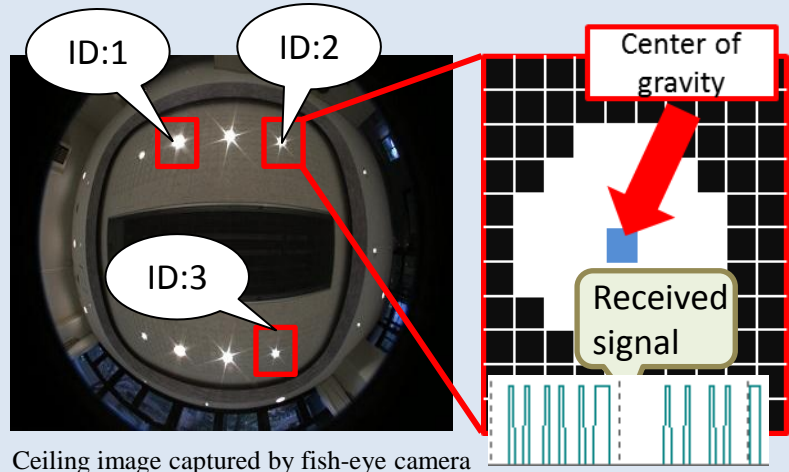 ID:1
ID:2
Center of
gravity
ID:3
Received
signal
Ceiling image captured by fish-eye camera